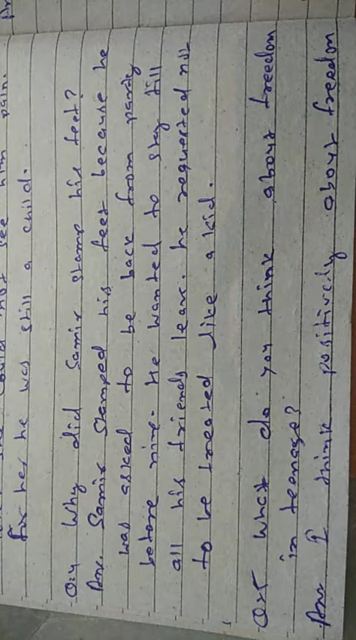 see him pain.
for her he was still a child.
Q:4 Why did Samir stamp his feet?
Ans. Samir stamped his feet because he
was asked to be back from party
before nine. He wanted to stay till
all his friends leave. he requested not
to be treated like a kid.
Q:5 What do you think about freedom
in teenage?
Ans I think positively about freedom